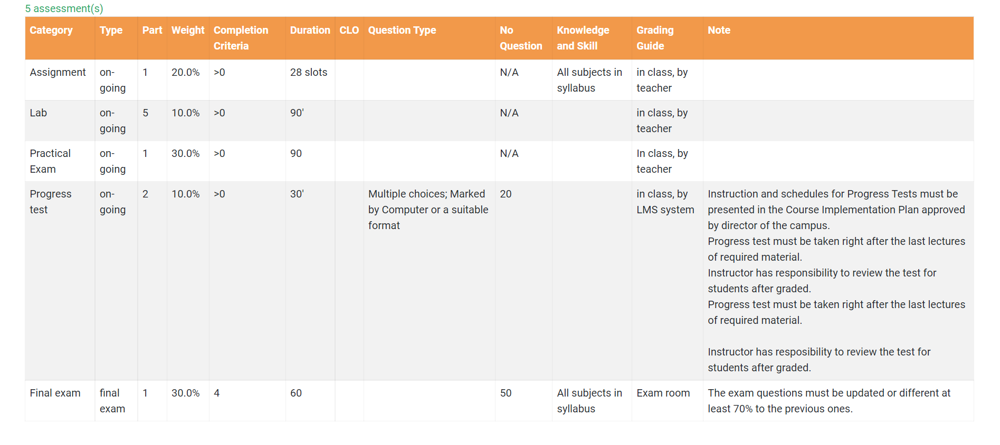 5 assessment(s)
Category Type Part Weight Completion Criteria Duration CLO Question Type No Question Knowledge and Skill Grading Guide Note
Assignment on-going 1 20.0% >0 28 slots N/A All subjects in syllabus in class, by teacher
Lab on-going 5 10.0% >0 90' N/A in class, by teacher
Practical Exam on-going 1 30.0% >0 90 N/A In class, by teacher
Progress test on-going 2 10.0% >0 30' Multiple choices; Marked by Computer or a suitable format 20 in class, by LMS system Instruction and schedules for Progress Tests must be
presented in the Course Implementation Plan approved
by director of the campus.
Progress test must be taken right after the last lectures
of required material.
Instructor has responsibility to review the test for
students after graded.
Progress test must be taken right after the last lectures
of required material.
Instructor has resposibility to review the test for
students after graded.
Final exam final exam 1 30.0% 4 60 50 All subjects in syllabus Exam room The exam questions must be updated or different at
least 70% to the previous ones.